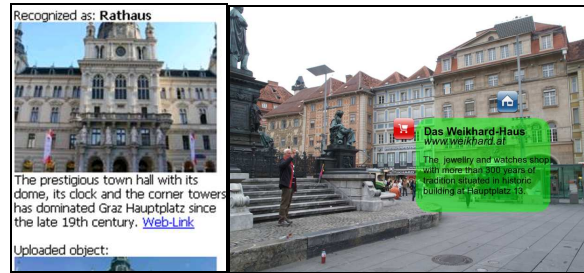 Recognized as: Rathaus
The prestigious town hall with its
dome, its clock and the corner towers
has dominated Graz Hauptplatz since
the late 19th century. Web-Link
Uploaded object:
Das Weikhard-Haus
www.weikhard.at
The jewellry and watches shop
with more than 300 years of
tradition situated in historic
building at Hauptplatz 13.